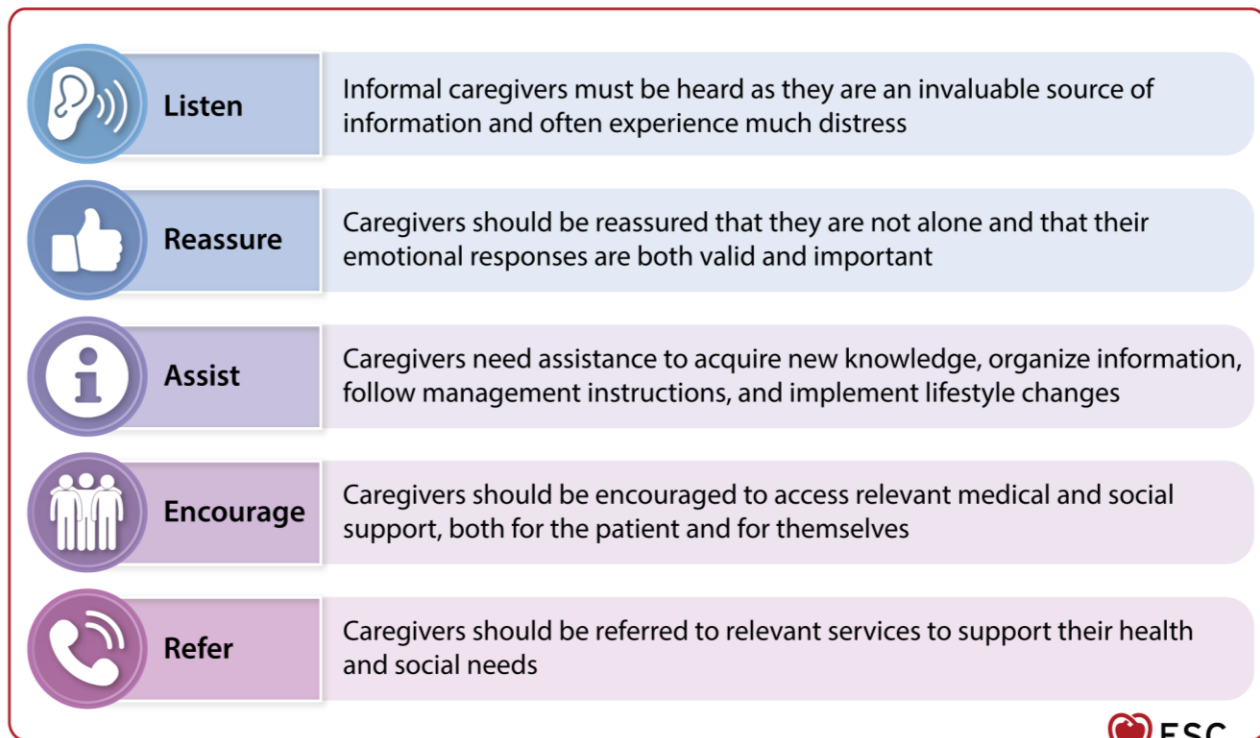 Listen
Informal caregivers must be heard as they are an invaluable source of
information and often experience much distress
Reassure
Caregivers should be reassured that they are not alone and that their
emotional responses are both valid and important
Assist
Caregivers need assistance to acquire new knowledge, organize information,
follow management instructions, and implement lifestyle changes
Encourage
Caregivers should be encouraged to access relevant medical and social
support, both for the patient and for themselves
Refer
Caregivers should be referred to relevant services to support their health
and social needs
ESC